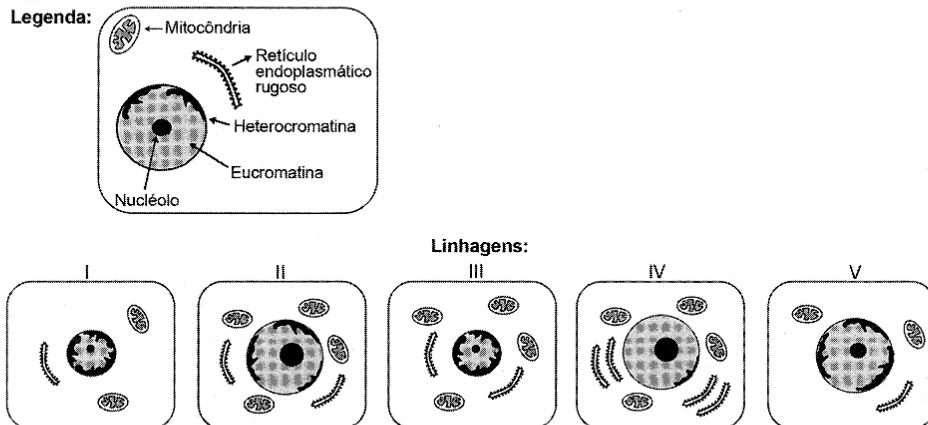 Legenda:
Mitocôndria
Retículo
endoplasmático
rugoso
Heterocromatina
Eucromatina
Nucléolo
Linhagens:
I II III IV V